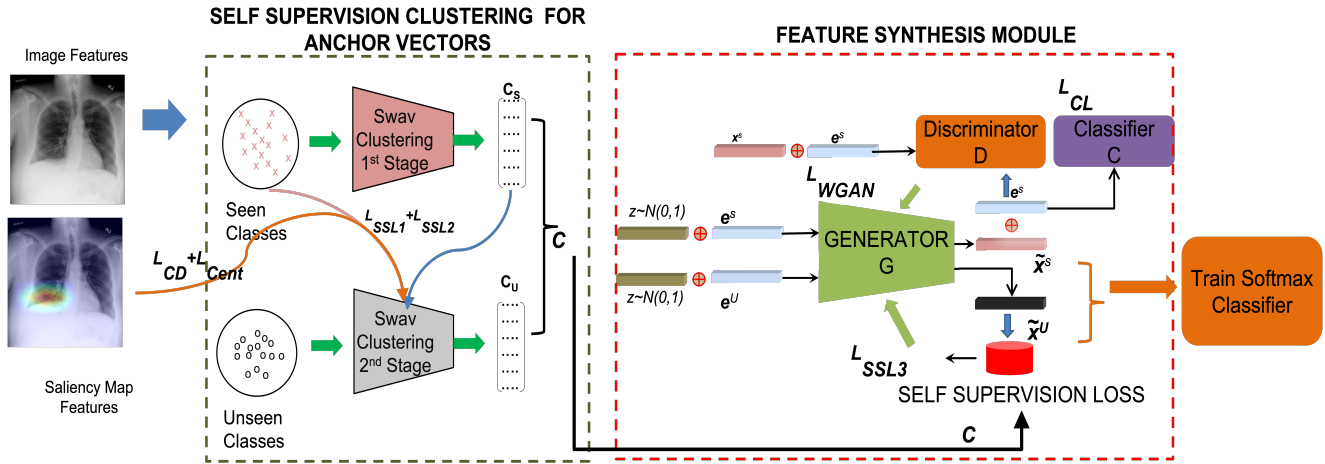 SELF SUPERVISION CLUSTERING FOR
ANCHOR VECTORS
FEATURE SYNTHESIS MODULE
Image Features
Swav
Clustering
1st Stage
CS
Seen
Classes
LSSL1+LSSL2
LCD+LCent
C
CU
Swav
Clustering
2nd Stage
Unseen
Classes
Saliency Map
Features
xS
eS
Discriminator
D
LCL
Classifier
C
LWGAN
eS
z~N(0,1)
eS
GENERATOR
G
x̃S
z~N(0,1)
eU
x̃U
LSSL3
SELF SUPERVISION LOSS
C
Train Softmax
Classifier